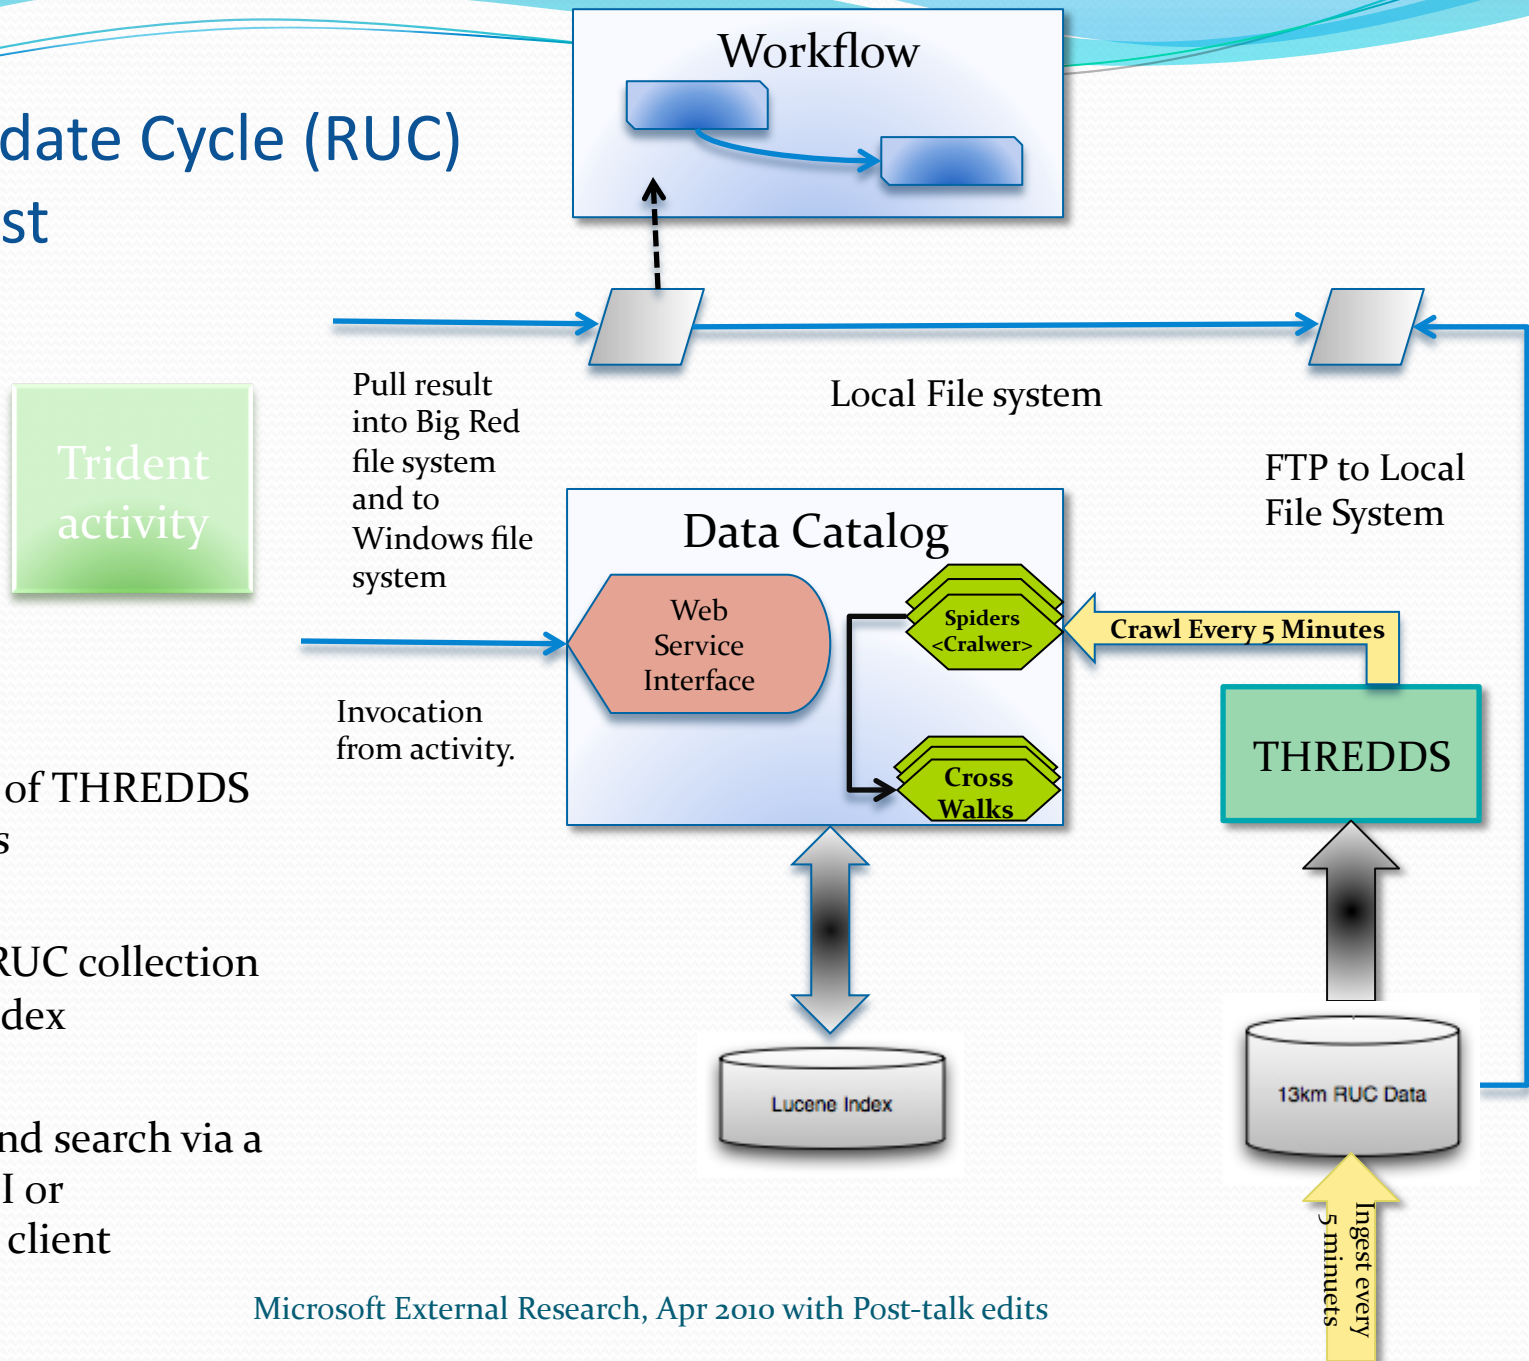 Workflow
date Cycle (RUC)
st
Pull result
into Big Red
file system
and to
Windows file
system
Local File system
FTP to Local
File System
Trident
activity
Data Catalog
Web
Service
Interface
Spiders
<Cralwer>
Crawl Every 5 Minutes
Cross
Walks
THREDDS
Invocation
from activity.
of THREDDS
s
RUC collection
dex
nd search via a
I or
client
Lucene Index
13km RUC Data
Ingest every
5 minuets
Microsoft External Research, Apr 2010 with Post-talk edits